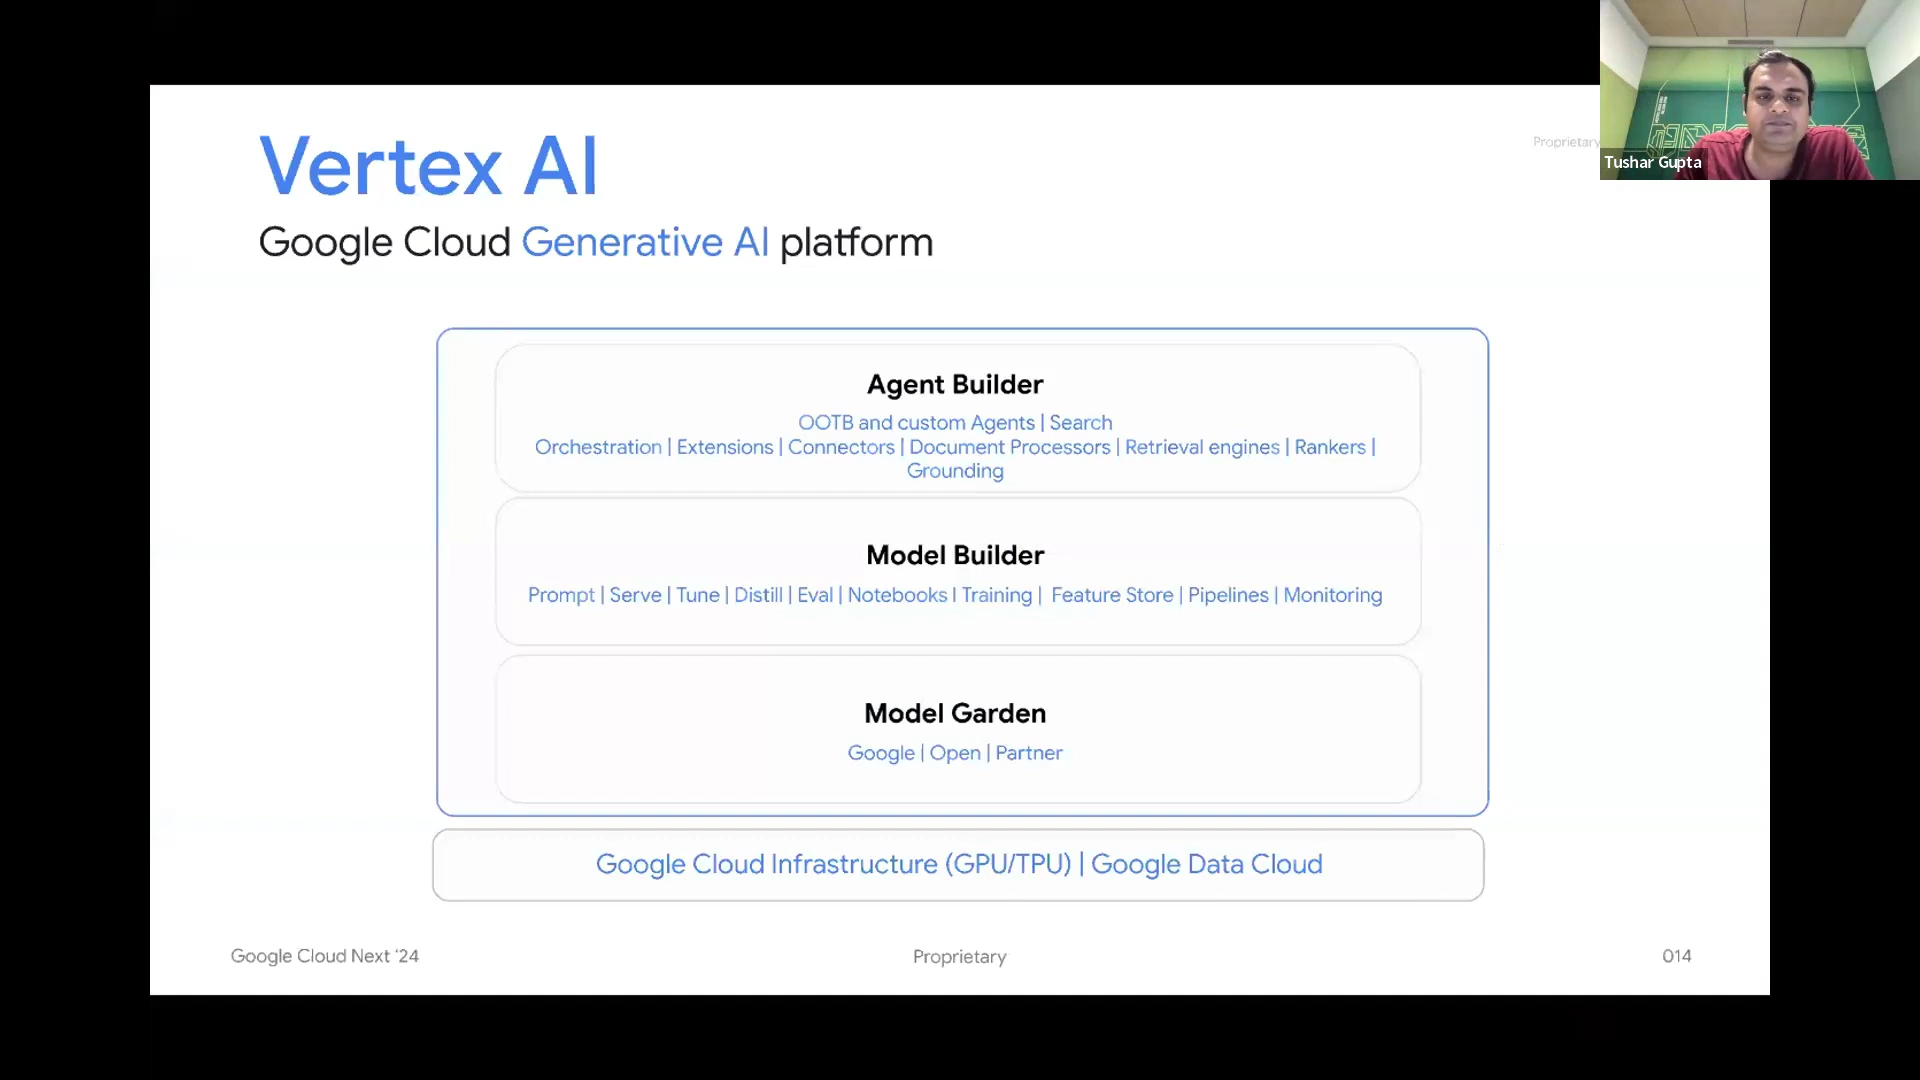 Vertex AI
Proprietary
Google Cloud Generative AI platform
Tushar Gupta
Agent Builder
OOTB and custom Agents | Search
Orchestration | Extensions | Connectors | Document Processors | Retrieval engines | Rankers |
Grounding
Model Builder
Prompt | Serve | Tune | Distill | Eval | Notebooks I Training | Feature Store | Pipelines | Monitoring
Model Garden
Google | Open | Partner
Google Cloud Infrastructure (GPU/TPU) | Google Data Cloud
Google Cloud Next ‘24
Proprietary
014